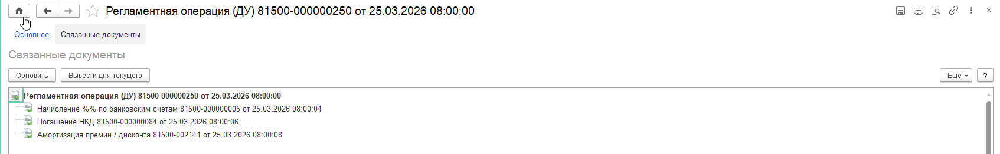 Регламентная операция (ДУ) 81500-000000250 от 25.03.2026 08:00:00
Основное Связанные документы
Связанные документы
Обновить Вывести для текущего Еще ?
Регламентная операция (ДУ) 81500-000000250 от 25.03.2026 08:00:00
Начисление %% по банковским счетам 81500-000000005 от 25.03.2026 08:00:04
Погашение НКД 81500-000000084 от 25.03.2026 08:00:06
Амортизация премии / дисконта 81500-002141 от 25.03.2026 08:00:08